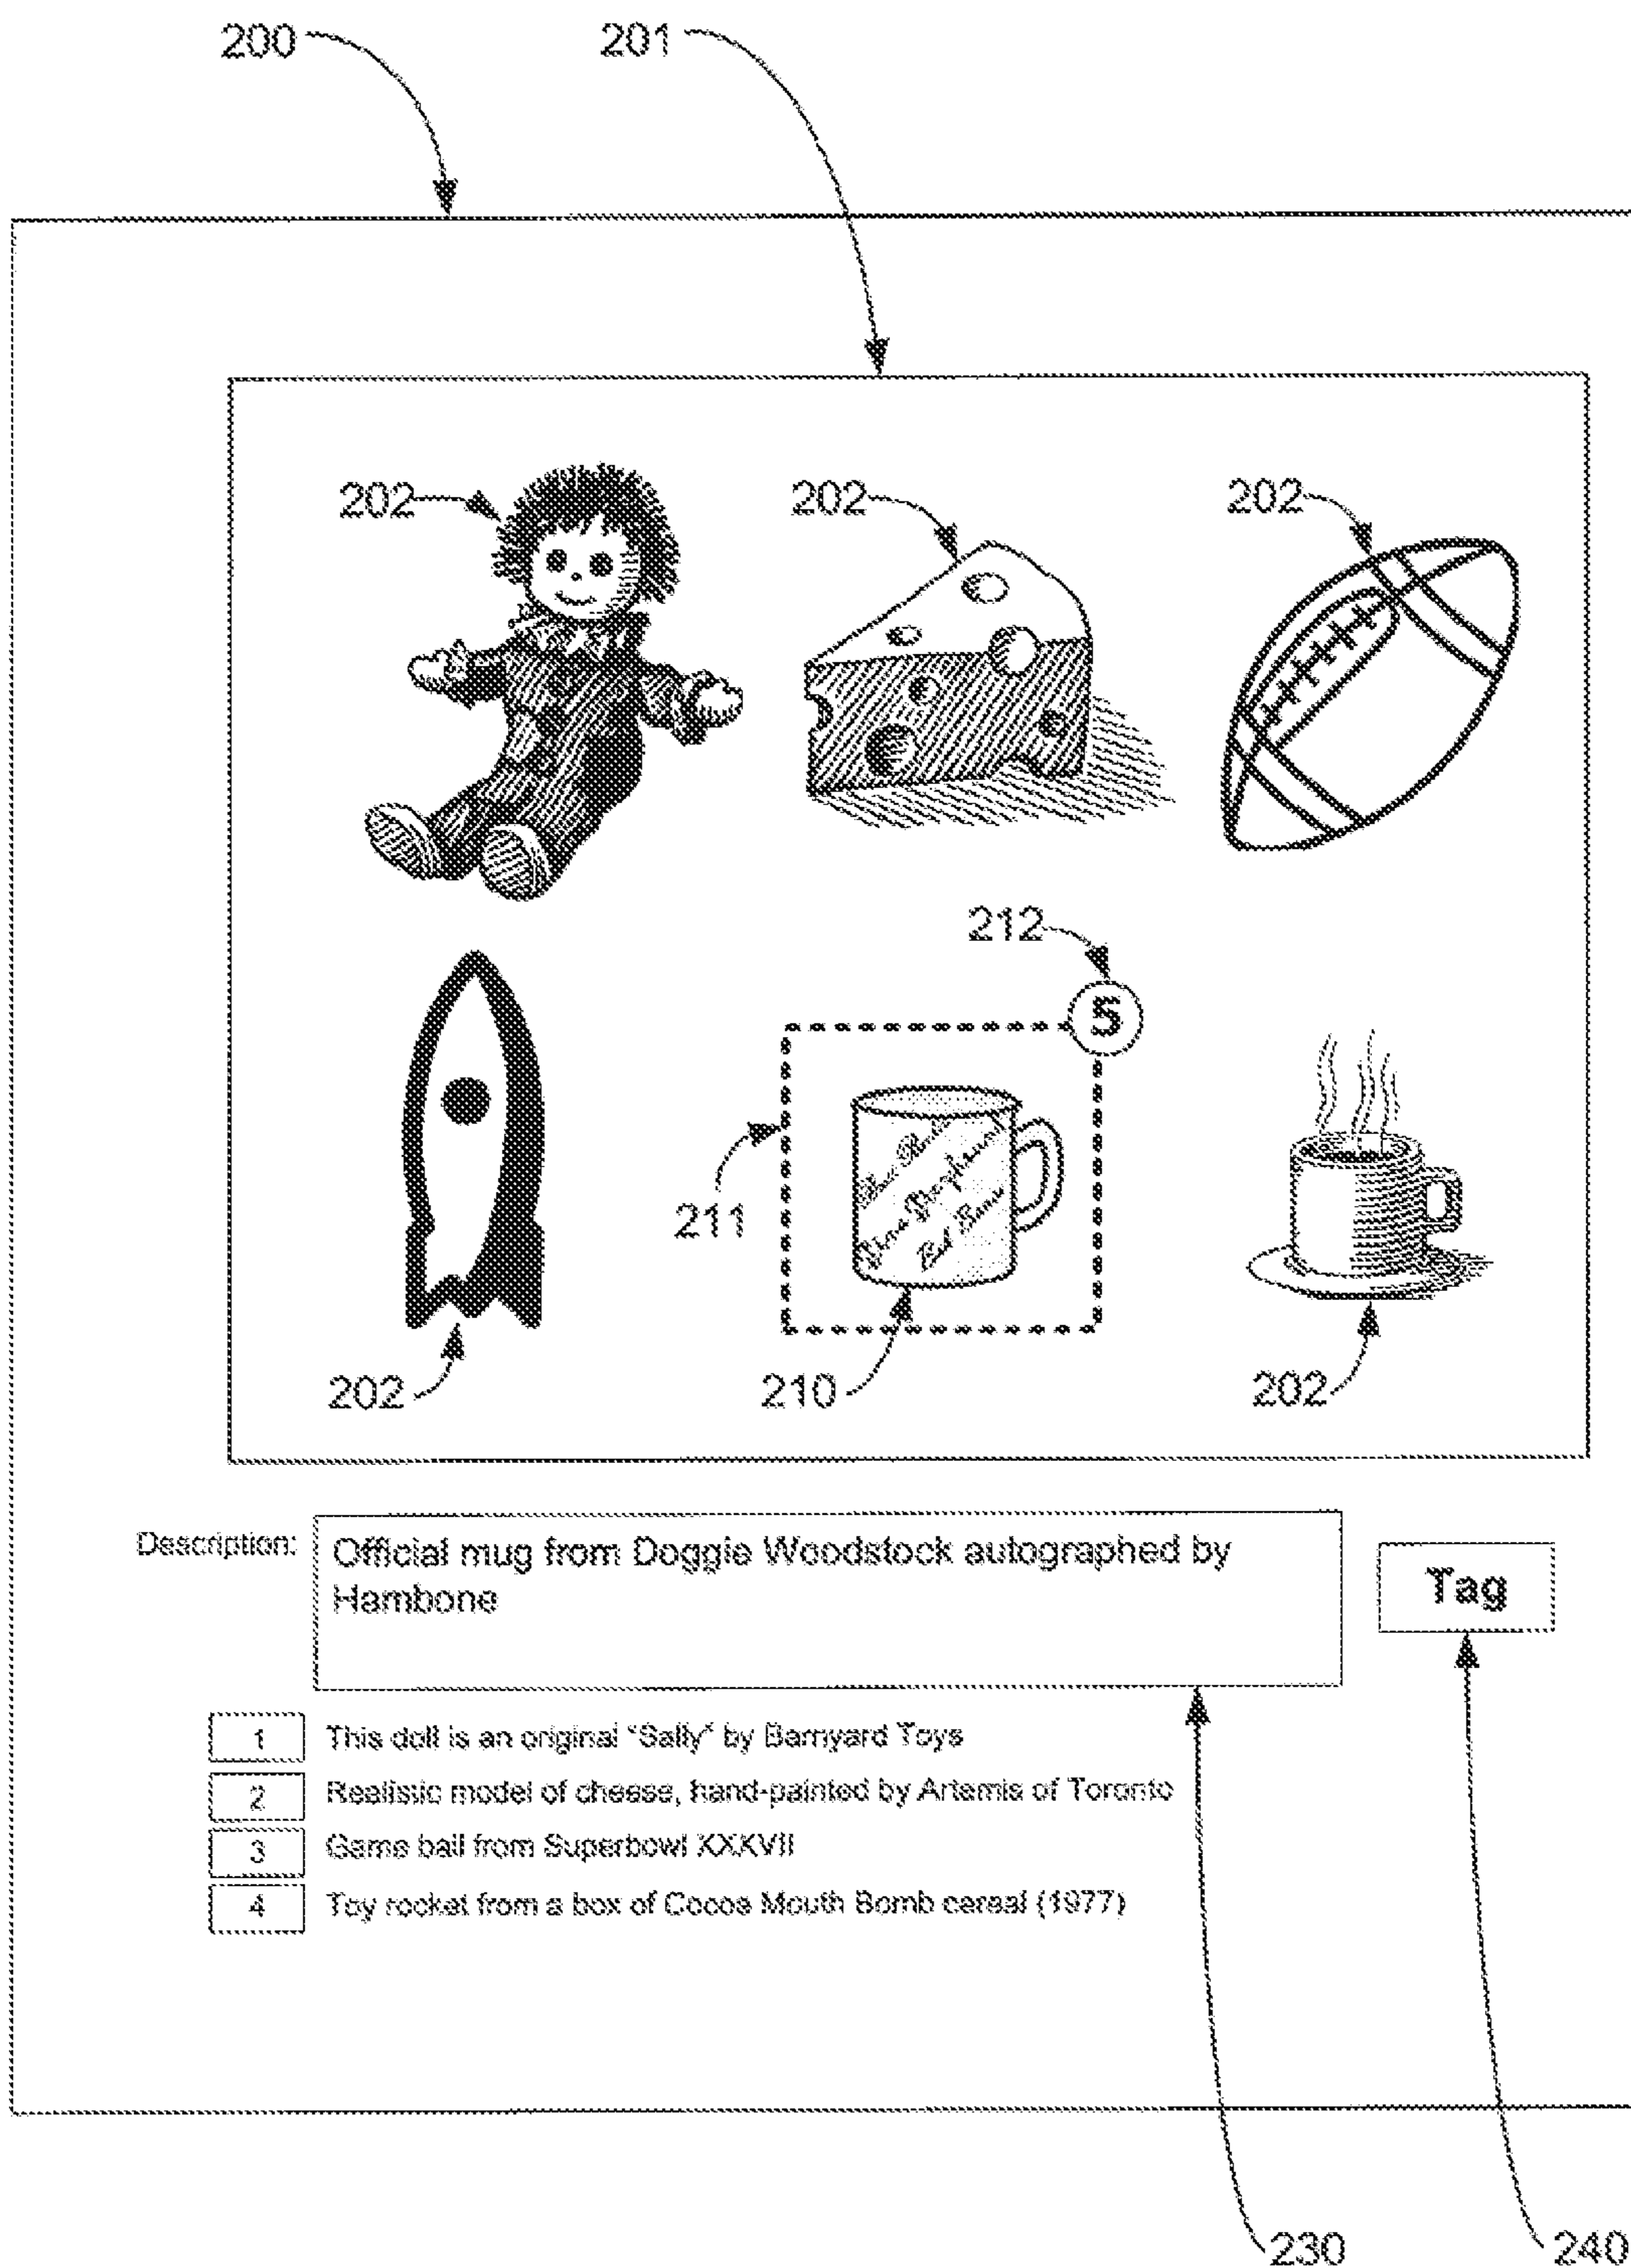 200
201
202
202
202
212
5
211
202
210
202
Description:
Official mug from Doggie Woodstock autographed by
Hambone
Tag
1 This doll is an original "Sally" by Barnyard Toys
2 Realistic model of cheese, hand-painted by Artemis of Toronto
3 Game ball from Superbowl XXXVII
4 Toy rocket from a box of Cocoa Mouth Bomb cereal (1977)
230
240